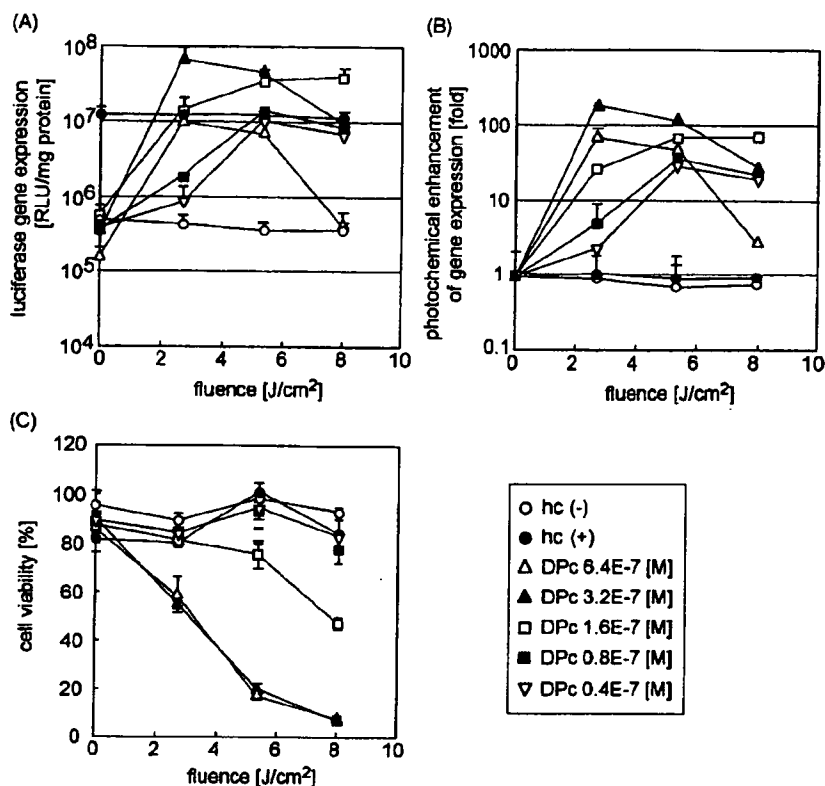 (A)
luciferase gene expression
[RLU/mg protein]
10^8
10^7
10^6
10^5
10^4
0 2 4 6 8 10
fluence [J/cm²]
(B)
photochemical enhancement
of gene expression [fold]
1000
100
10
1
0.1
0 2 4 6 8 10
fluence [J/cm²]
(C)
cell viability [%]
120
100
80
60
40
20
0
0 2 4 6 8 10
fluence [J/cm²]
hc (-)
hc (+)
DPc 6.4E-7 [M]
DPc 3.2E-7 [M]
DPc 1.6E-7 [M]
DPc 0.8E-7 [M]
DPc 0.4E-7 [M]